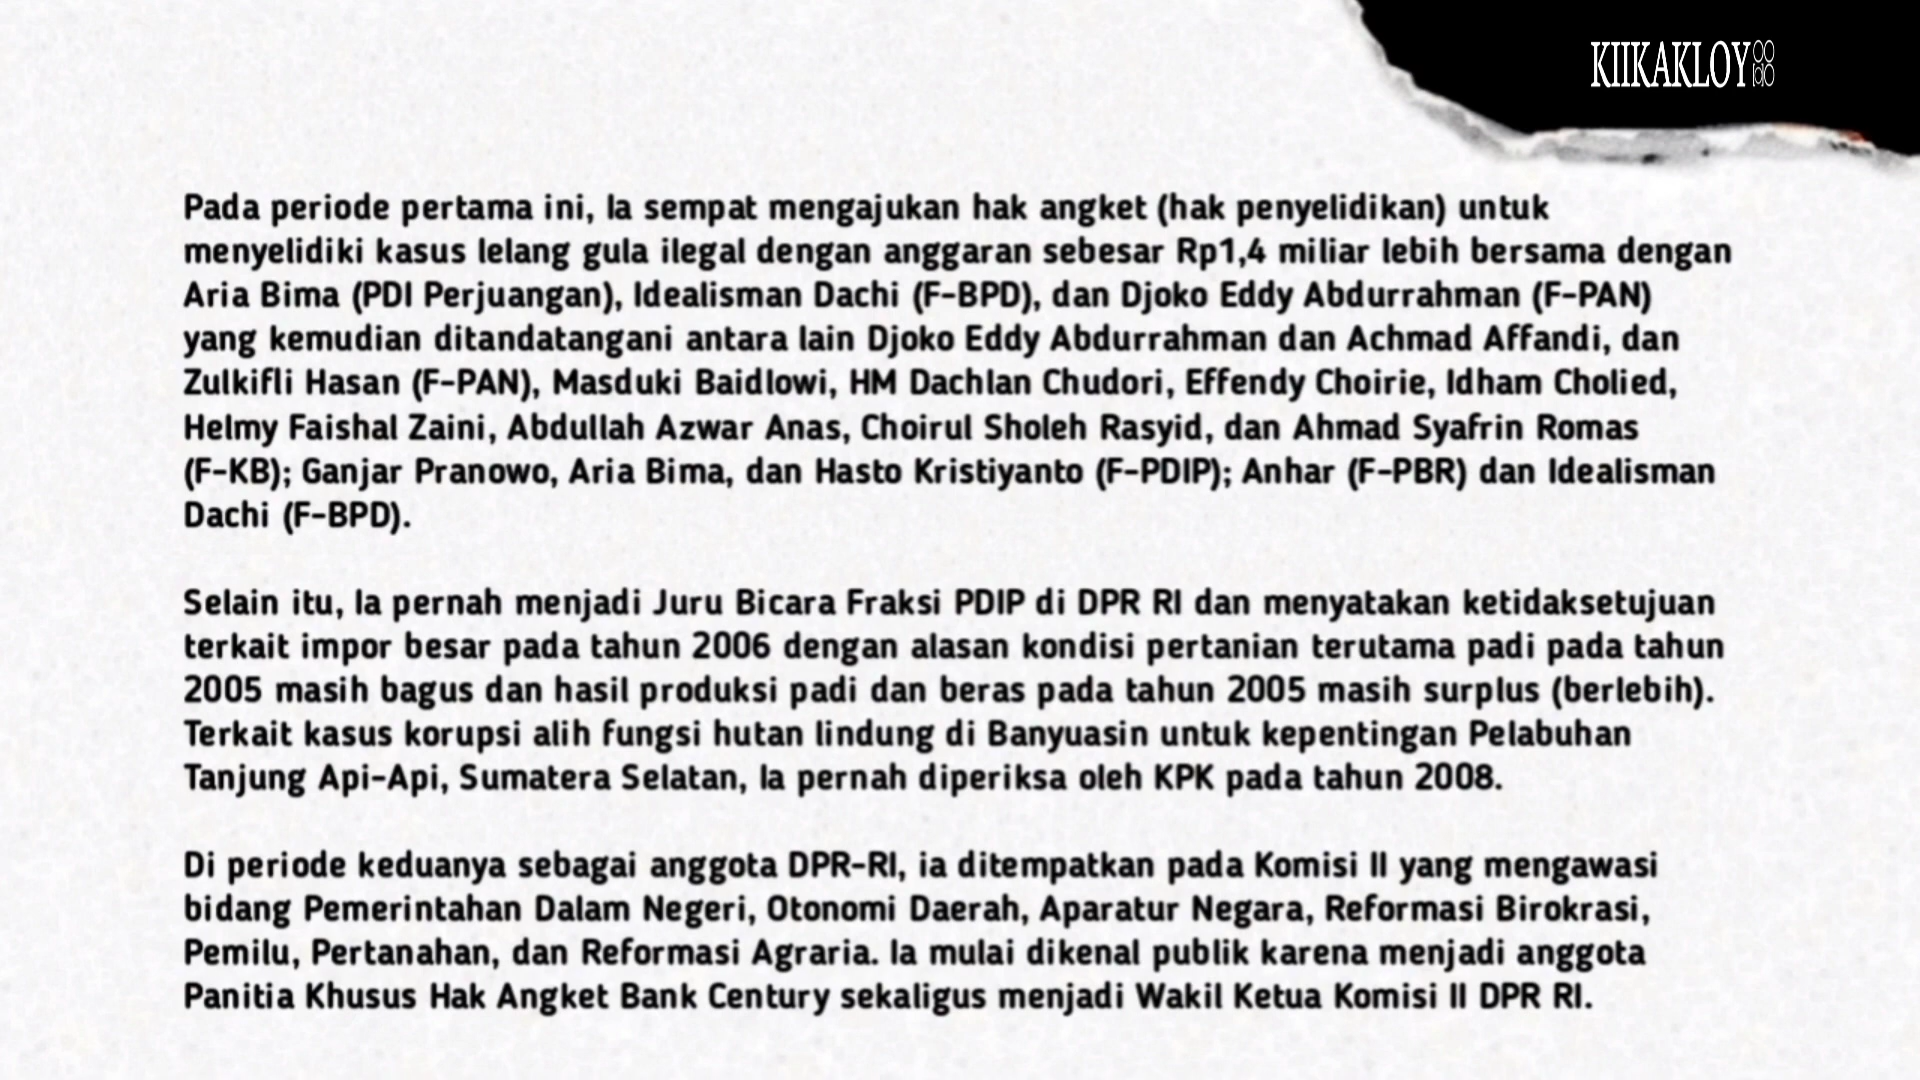 KIIKAKLOY
Pada periode pertama ini, Ia sempat mengajukan hak angket (hak penyelidikan) untuk
menyelidiki kasus lelang gula ilegal dengan anggaran sebesar Rp1,4 miliar lebih bersama dengan
Aria Bima (PDI Perjuangan), Idealisman Dachi (F-BPD), dan Djoko Eddy Abdurrahman (F-PAN)
yang kemudian ditandatangani antara lain Djoko Eddy Abdurrahman dan Achmad Affandi, dan
Zulkifli Hasan (F-PAN), Masduki Baidlowi, HM Dachlan Chudori, Effendy Choirie, Idham Cholied,
Helmy Faishal Zaini, Abdullah Azwar Anas, Choirul Sholeh Rasyid, dan Ahmad Syafrin Romas
(F-KB); Ganjar Pranowo, Aria Bima, dan Hasto Kristiyanto (F-PDIP); Anhar (F-PBR) dan Idealisman
Dachi (F-BPD).
Selain itu, Ia pernah menjadi Juru Bicara Fraksi PDIP di DPR RI dan menyatakan ketidaksetujuan
terkait impor besar pada tahun 2006 dengan alasan kondisi pertanian terutama padi pada tahun
2005 masih bagus dan hasil produksi padi dan beras pada tahun 2005 masih surplus (berlebih).
Terkait kasus korupsi alih fungsi hutan lindung di Banyuasin untuk kepentingan Pelabuhan
Tanjung Api-Api, Sumatera Selatan, Ia pernah diperiksa oleh KPK pada tahun 2008.
Di periode keduanya sebagai anggota DPR-RI, ia ditempatkan pada Komisi II yang mengawasi
bidang Pemerintahan Dalam Negeri, Otonomi Daerah, Aparatur Negara, Reformasi Birokrasi,
Pemilu, Pertanahan, dan Reformasi Agraria. Ia mulai dikenal publik karena menjadi anggota
Panitia Khusus Hak Angket Bank Century sekaligus menjadi Wakil Ketua Komisi II DPR RI.